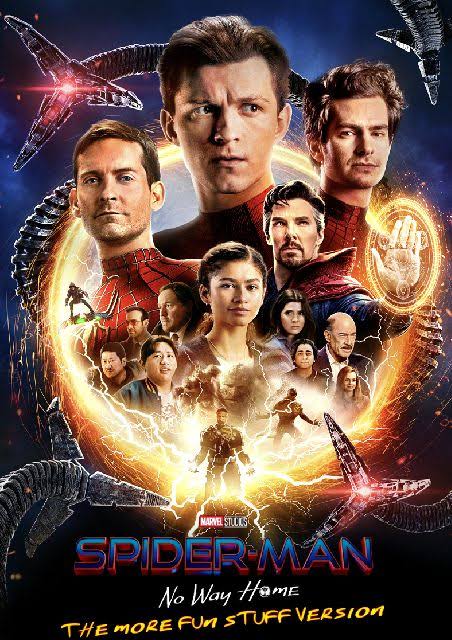 MARVEL STUDIOS
SPIDER-MAN
No Way Home
THE MORE FUN STUFF VERSION